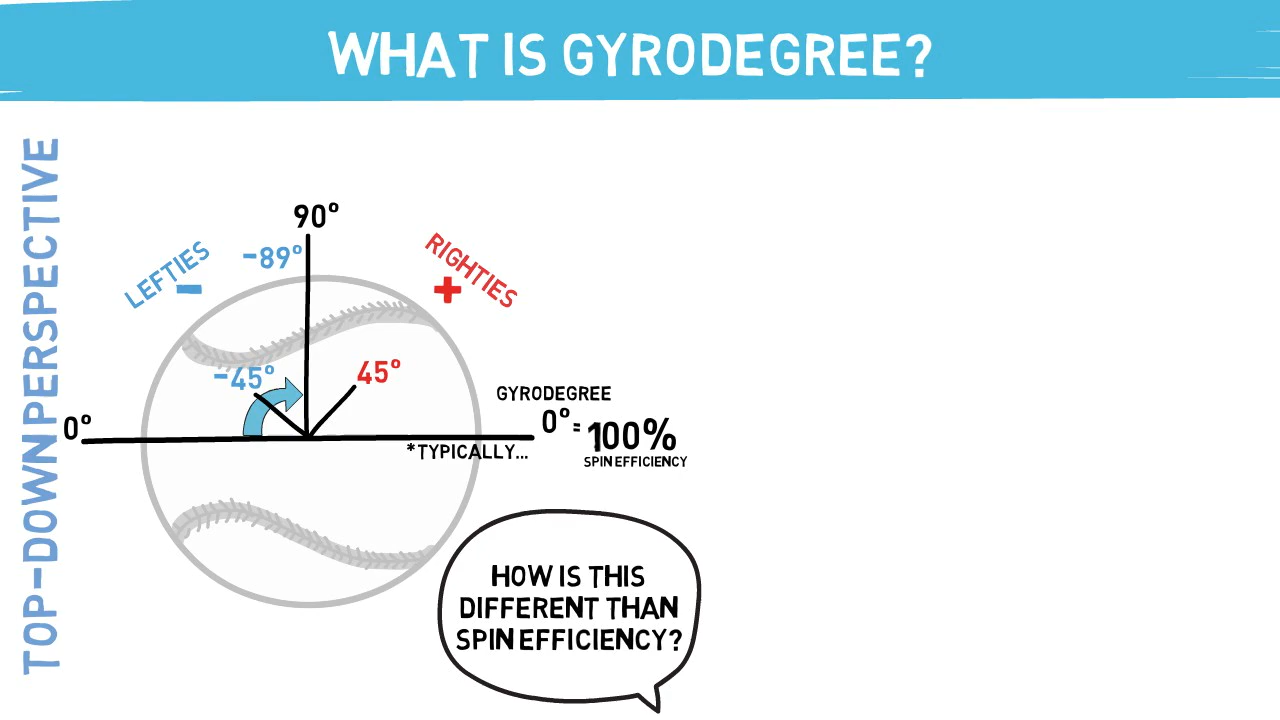 WHAT IS GYRODEGREE?
TOP-DOWN PERSPECTIVE
90°
LEFTIES
-
-89°
RIGHTIES
+
-45°
45°
0°
GYRODEGREE
0° = 100%
SPIN EFFICIENCY
*TYPICALLY...
HOW IS THIS
DIFFERENT THAN
SPIN EFFICIENCY?